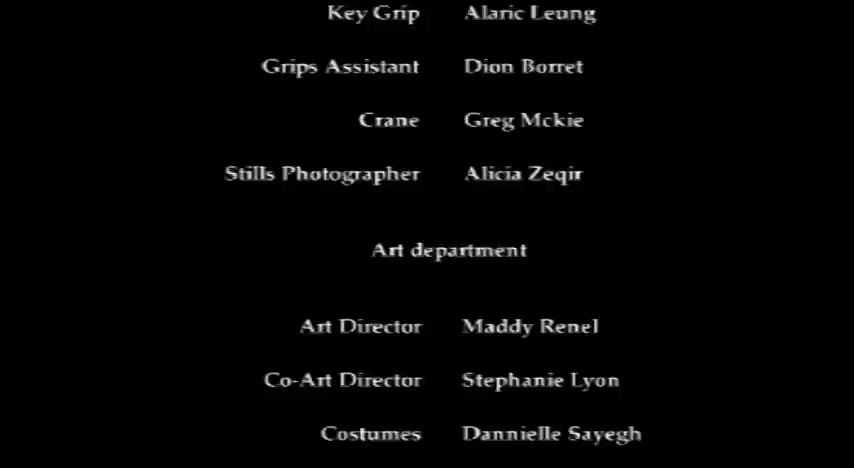 Key Grip Alaric Leung
Grips Assistant Dion Borret
Crane Greg Mckie
Stills Photographer Alicia Zeqir
Art department
Art Director Maddy Renel
Co-Art Director Stephanie Lyon
Costumes Dannielle Sayegh